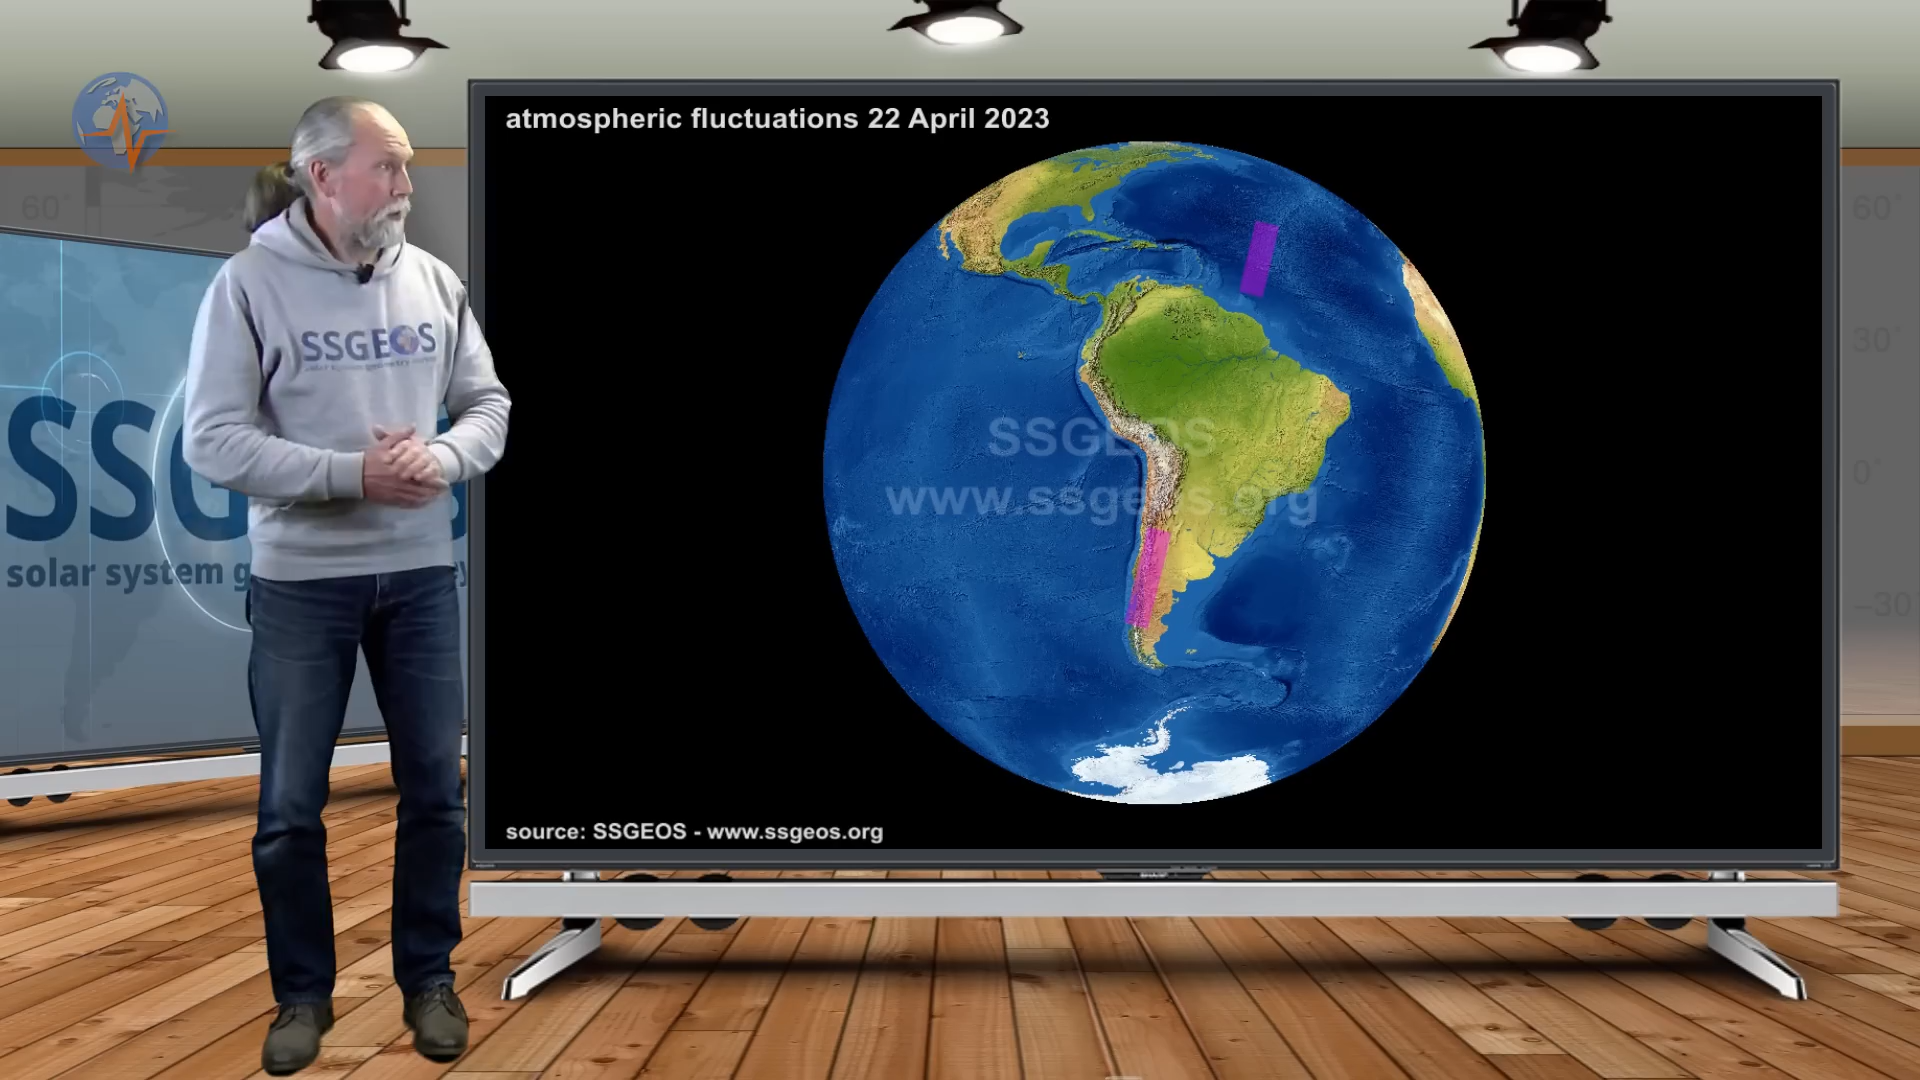 atmospheric fluctuations 22 April 2023
60°
60°
SSGEOS
30°
SSGEOS
www.ssgeos.org
0°
solar system g
-30°
source: SSGEOS - www.ssgeos.org